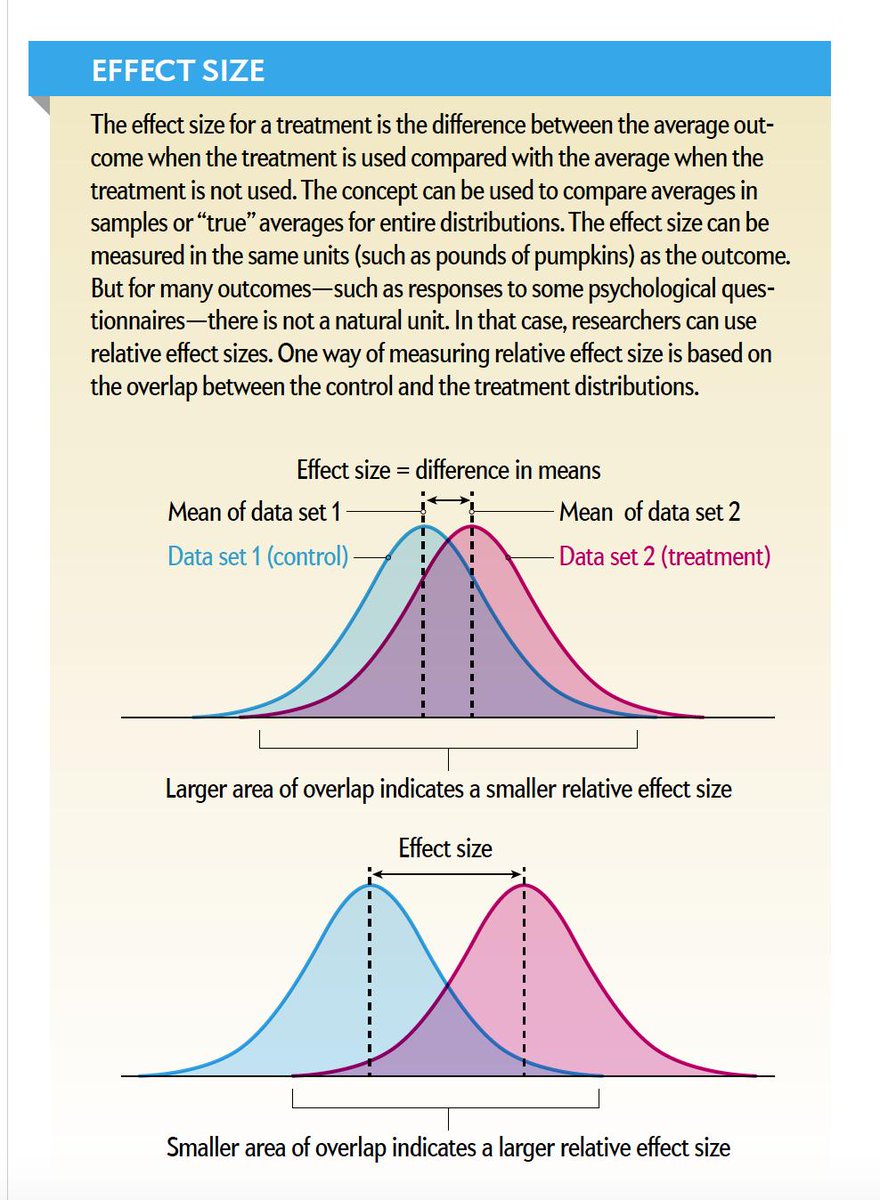 EFFECT SIZE
The effect size for a treatment is the difference between the average out-
come when the treatment is used compared with the average when the
treatment is not used. The concept can be used to compare averages in
samples or “true” averages for entire distributions. The effect size can be
measured in the same units (such as pounds of pumpkins) as the outcome.
But for many outcomes—such as responses to some psychological ques-
tionnaires—there is not a natural unit. In that case, researchers can use
relative effect sizes. One way of measuring relative effect size is based on
the overlap between the control and the treatment distributions.
Effect size = difference in means
Mean of data set 1
Mean of data set 2
Data set 1 (control)
Data set 2 (treatment)
Larger area of overlap indicates a smaller relative effect size
Effect size
Smaller area of overlap indicates a larger relative effect size